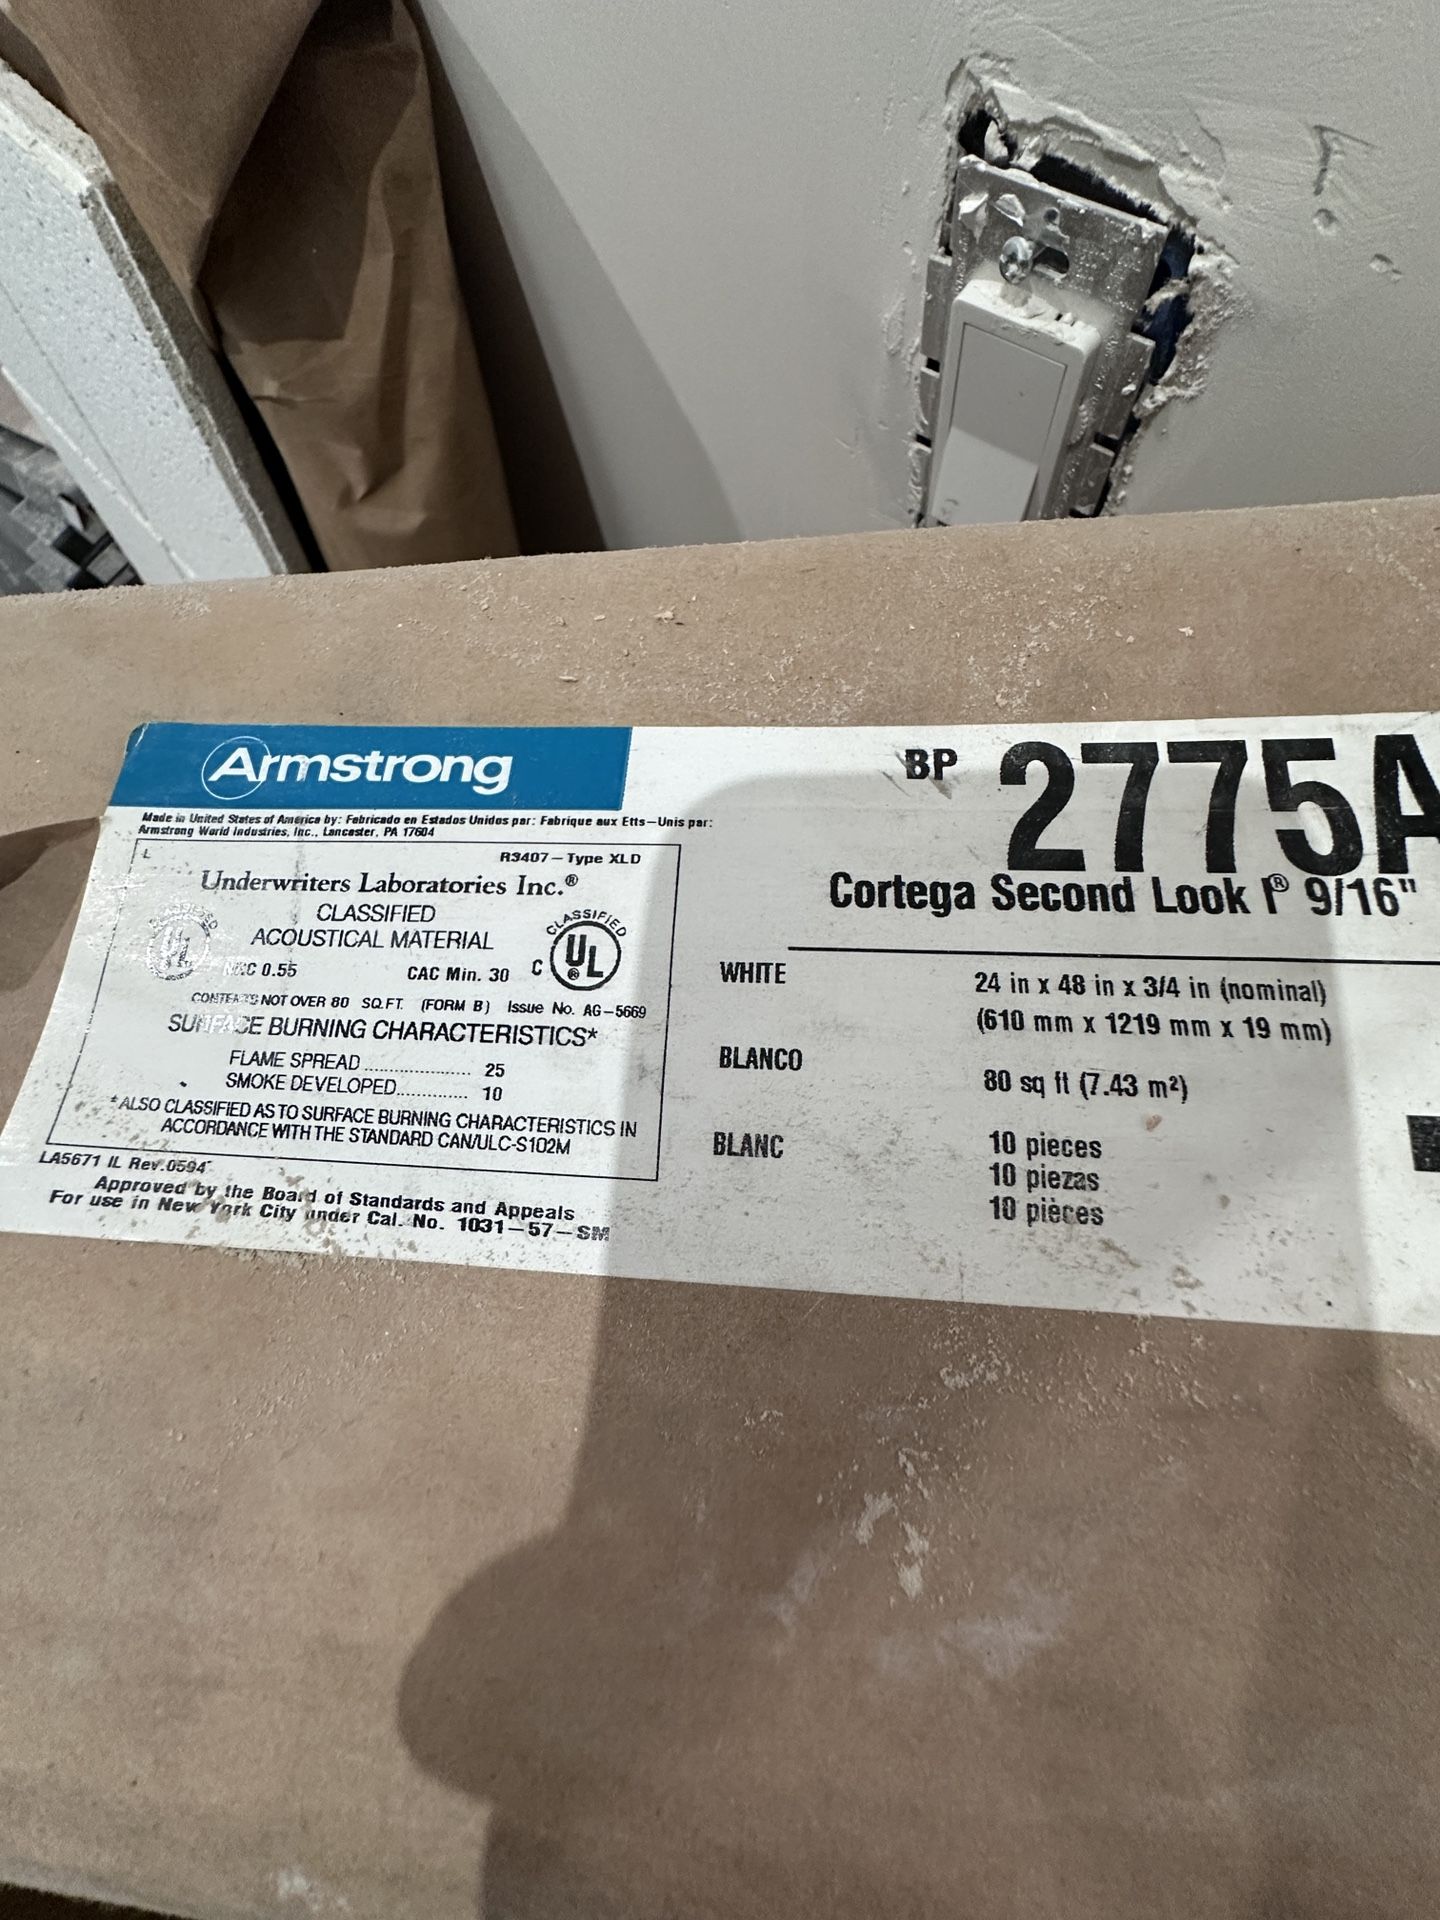 Armstrong
Made in United States of America by: Fabricado en Estados Unidos por: Fabrique aux Etts-Unis par:
Armstrong World Industries, Inc., Lancaster, PA 17604
L
R3407-Type XLD
Underwriters Laboratories Inc.®
CLASSIFIED
ACOUSTICAL MATERIAL
CLASSIFIED
UL
NRC 0.55
CAC Min. 30
CLASSIFIED
C UL ®
CONTENTS NOT OVER 80 SQ.FT. (FORM B) Issue No. AG-5669
SURFACE BURNING CHARACTERISTICS*
FLAME SPREAD ...................... 25
SMOKE DEVELOPED.............. 10
*ALSO CLASSIFIED AS TO SURFACE BURNING CHARACTERISTICS IN
ACCORDANCE WITH THE STANDARD CAN/ULC-S102M
LA5671 IL Rev.0594
Approved by the Board of Standards and Appeals
For use in New York City under Cal. No. 1031-57-SM
BP 2775A
Cortega Second Look I® 9/16"
WHITE
24 in x 48 in x 3/4 in (nominal)
(610 mm x 1219 mm x 19 mm)
BLANCO
80 sq ft (7.43 m²)
BLANC
10 pieces
10 piezas
10 pièces